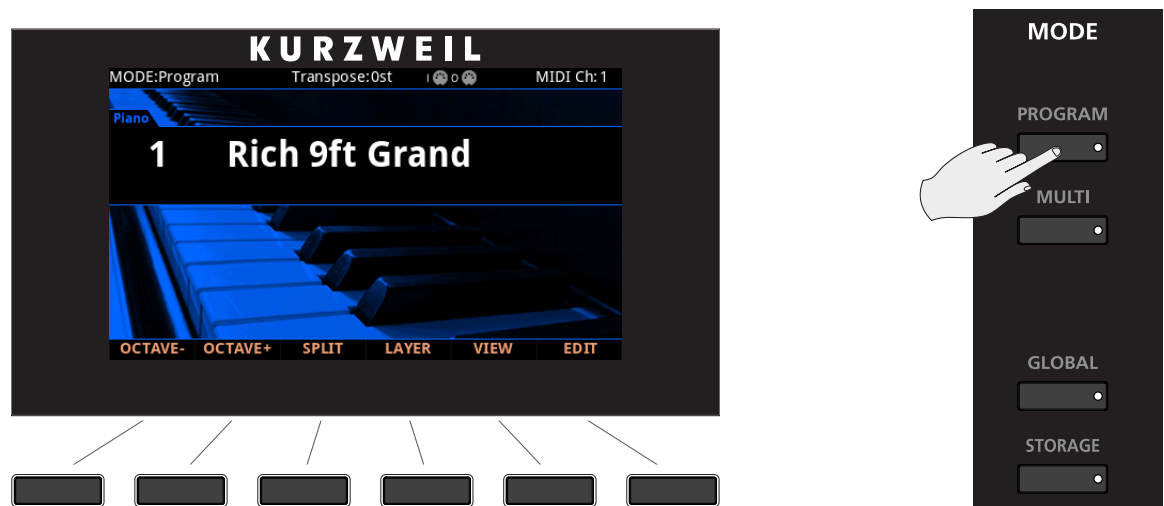 KURZWEIL
MODE:Program Transpose:0st I O MIDI Ch:1
Piano
1 Rich 9ft Grand
OCTAVE- OCTAVE+ SPLIT LAYER VIEW EDIT
MODE
PROGRAM
MULTI
GLOBAL
STORAGE